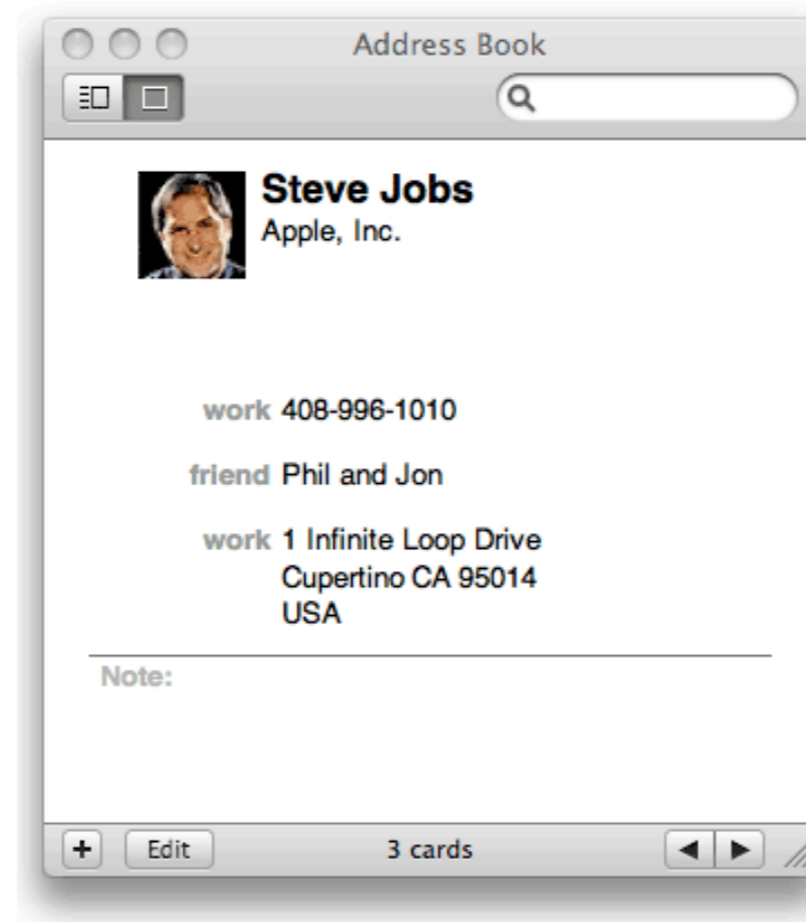 Address Book
Steve Jobs
Apple, Inc.
work 408-996-1010
friend Phil and Jon
work 1 Infinite Loop Drive
Cupertino CA 95014
USA
Note:
+ Edit 3 cards